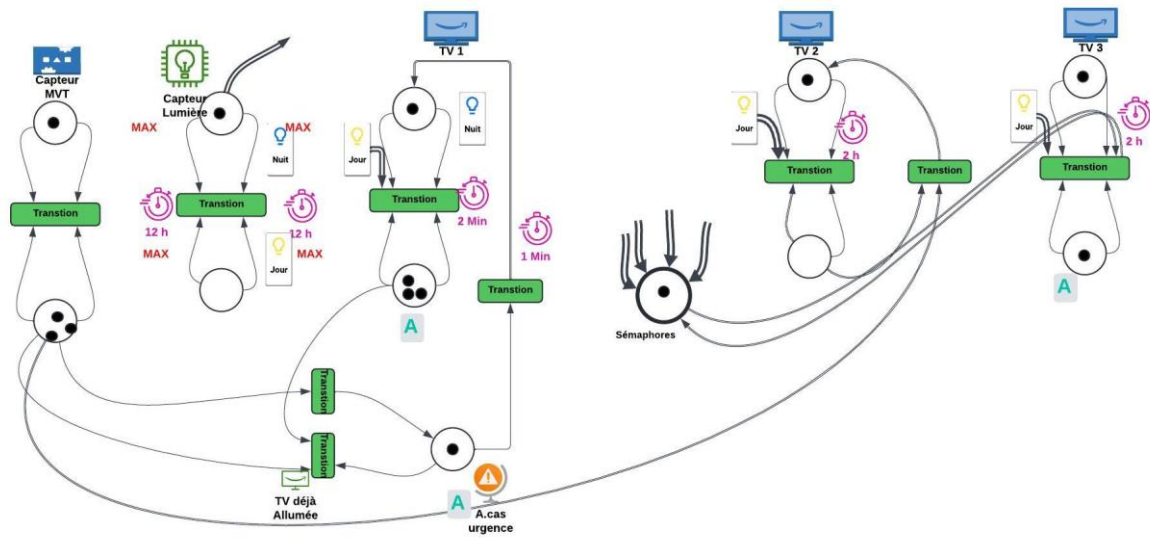 TV 1
TV 2
TV 3
Capteur
MVT
Capteur
Lumière
MAX
MAX
Nuit
Nuit
Jour
Jour
Jour
Transtion
Transtion
Transtion
Transtion
Transtion
Transtion
12 h
12 h
2 Min
2 h
2 h
MAX
MAX
Jour
1 Min
Transtion
A
A
Sémaphores
Transtion
Transtion
TV déjà
Allumée
A
A.cas
urgence